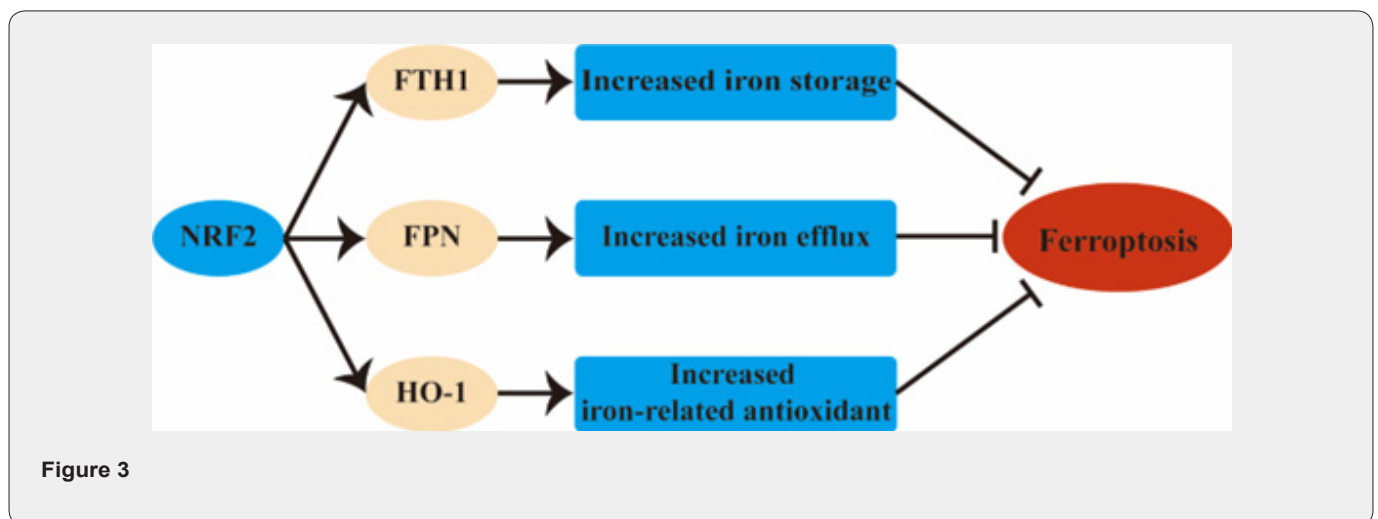 FTH1
Increased iron storage
NRF2
FPN
Increased iron efflux
Ferroptosis
HO-1
Increased
iron-related antioxidant
Figure 3